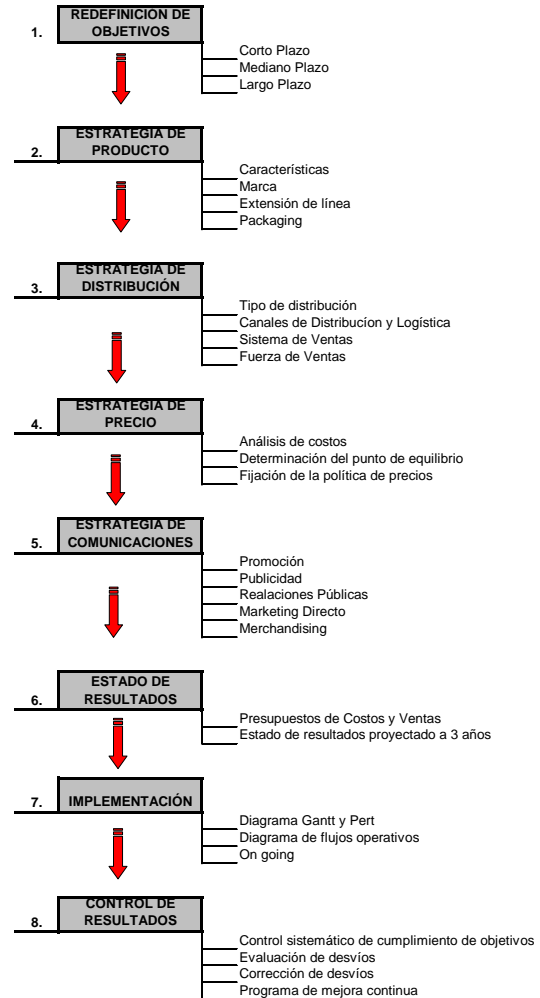 REDEFINICIÓN DE
1. OBJETIVOS
Corto Plazo
Mediano Plazo
Largo Plazo
ESTRATEGIA DE
2. PRODUCTO
Características
Marca
Extensión de línea
Packaging
ESTRATEGIA DE
3. DISTRIBUCIÓN
Tipo de distribución
Canales de Distribucíon y Logística
Sistema de Ventas
Fuerza de Ventas
ESTRATEGIA DE
4. PRECIO
Análisis de costos
Determinación del punto de equilibrio
Fijación de la política de precios
ESTRATEGIA DE
5. COMUNICACIONES
Promoción
Publicidad
Realaciones Públicas
Marketing Directo
Merchandising
ESTADO DE
6. RESULTADOS
Presupuestos de Costos y Ventas
Estado de resultados proyectado a 3 años
7. IMPLEMENTACIÓN
Diagrama Gantt y Pert
Diagrama de flujos operativos
On going
CONTROL DE
8. RESULTADOS
Control sistemático de cumplimiento de objetivos
Evaluación de desvíos
Corrección de desvíos
Programa de mejora continua